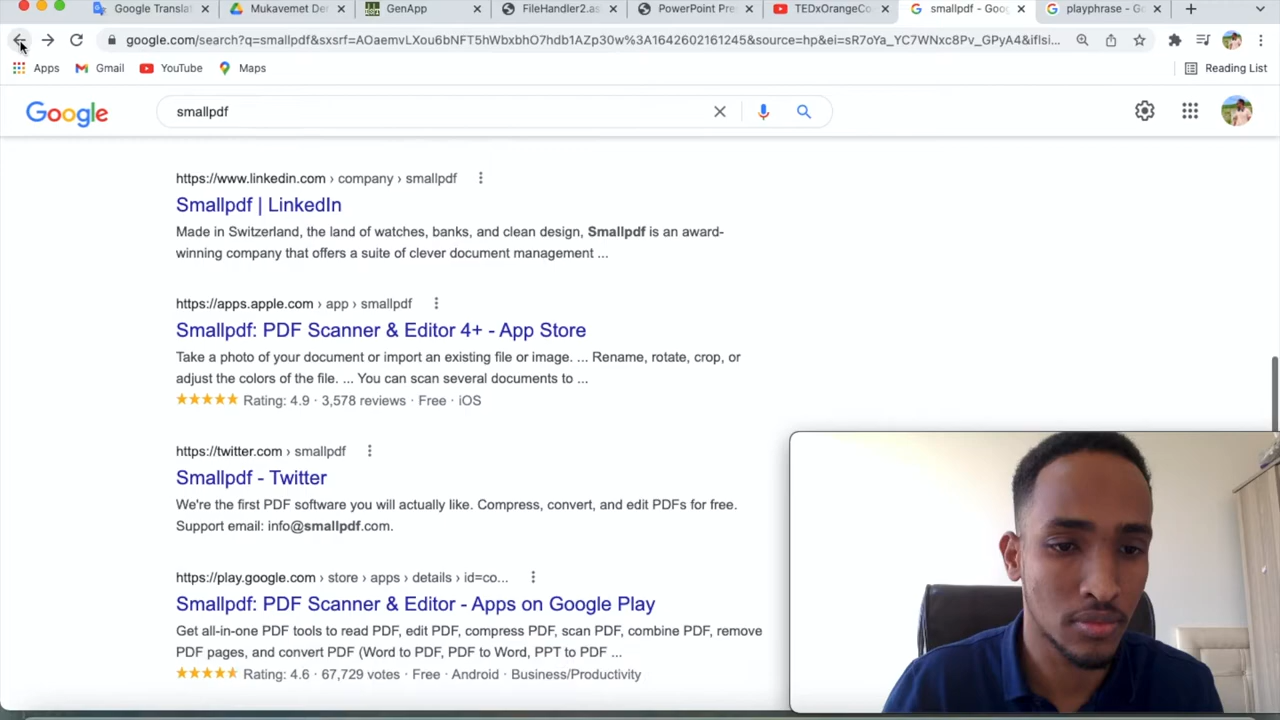 Google Translat
Mukavemet Der
GenApp
FileHandler2.as
PowerPoint Pre
TEDxOrangeCo
smallpdf - Goog
playphrase - Go
google.com/search?q=smallpdf&sxsrf=AOaemvLXou6bNFT5hWbxbhO7hdb1AZp30w%3A1642602161245&source=hp&ei=sR7oYa_YC7WNxc8Pv_GPyA4&iflsi...
Apps
Gmail
YouTube
Maps
Reading List
Google
smallpdf
https://www.linkedin.com › company › smallpdf
Smallpdf | LinkedIn
Made in Switzerland, the land of watches, banks, and clean design, Smallpdf is an award-
winning company that offers a suite of clever document management ...
https://apps.apple.com › app › smallpdf
Smallpdf: PDF Scanner & Editor 4+ - App Store
Take a photo of your document or import an existing file or image. ... Rename, rotate, crop, or
adjust the colors of the file. ... You can scan several documents to ...
Rating: 4.9 · 3,578 reviews · Free · iOS
https://twitter.com › smallpdf
Smallpdf - Twitter
We're the first PDF software you will actually like. Compress, convert, and edit PDFs for free.
Support email: info@smallpdf.com.
https://play.google.com › store › apps › details › id=co...
Smallpdf: PDF Scanner & Editor - Apps on Google Play
Get all-in-one PDF tools to read PDF, edit PDF, compress PDF, scan PDF, combine PDF, remove
PDF pages, and convert PDF (Word to PDF, PDF to Word, PPT to PDF ...
Rating: 4.6 · 67,729 votes · Free · Android · Business/Productivity